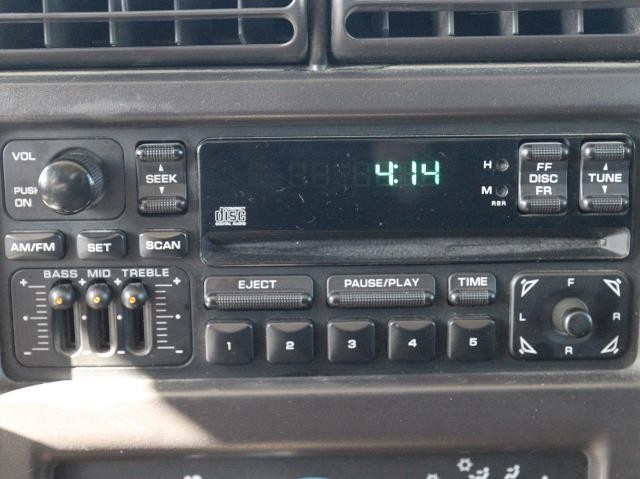 VOL
PUSH
ON
SEEK
4:14
H
M
RBR
COMPACT
disc
DIGITAL AUDIO
FF
DISC
FR
TUNE
AM/FM
SET
SCAN
BASS MID TREBLE
+ +
- -
EJECT
PAUSE/PLAY
TIME
1
2
3
4
5
F
L
R
R